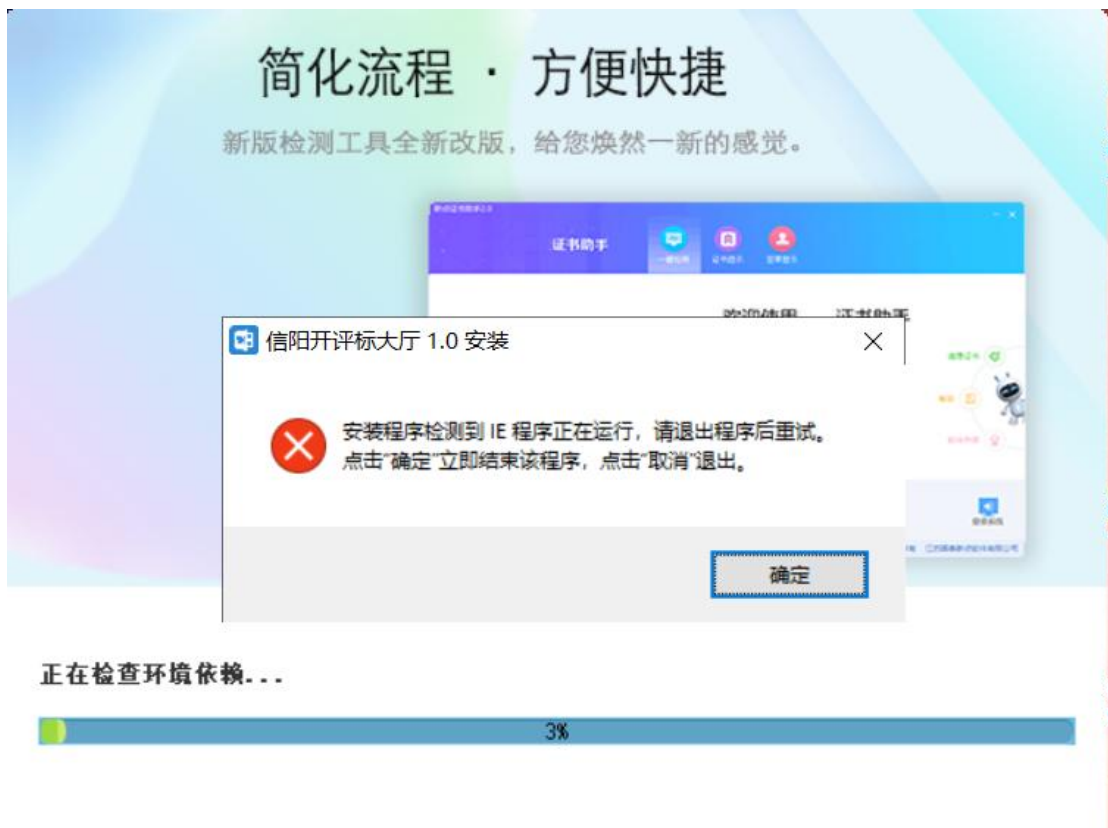 简化流程 · 方便快捷
新版检测工具全新改版，给您焕然一新的感觉。
证书助手
信阳开评标大厅 1.0 安装
安装程序检测到 IE 程序正在运行，请退出程序后重试。
点击“确定”立即结束该程序，点击“取消”退出。
确定
正在检查环境依赖...
3%